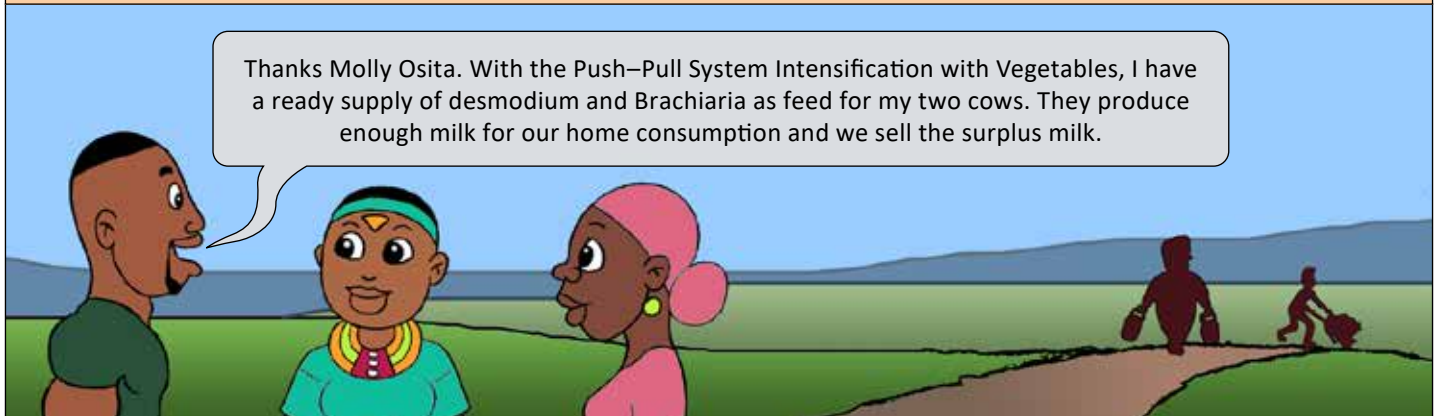 Thanks Molly Osita. With the Push–Pull System Intensification with Vegetables, I have
a ready supply of desmodium and Brachiaria as feed for my two cows. They produce
enough milk for our home consumption and we sell the surplus milk.